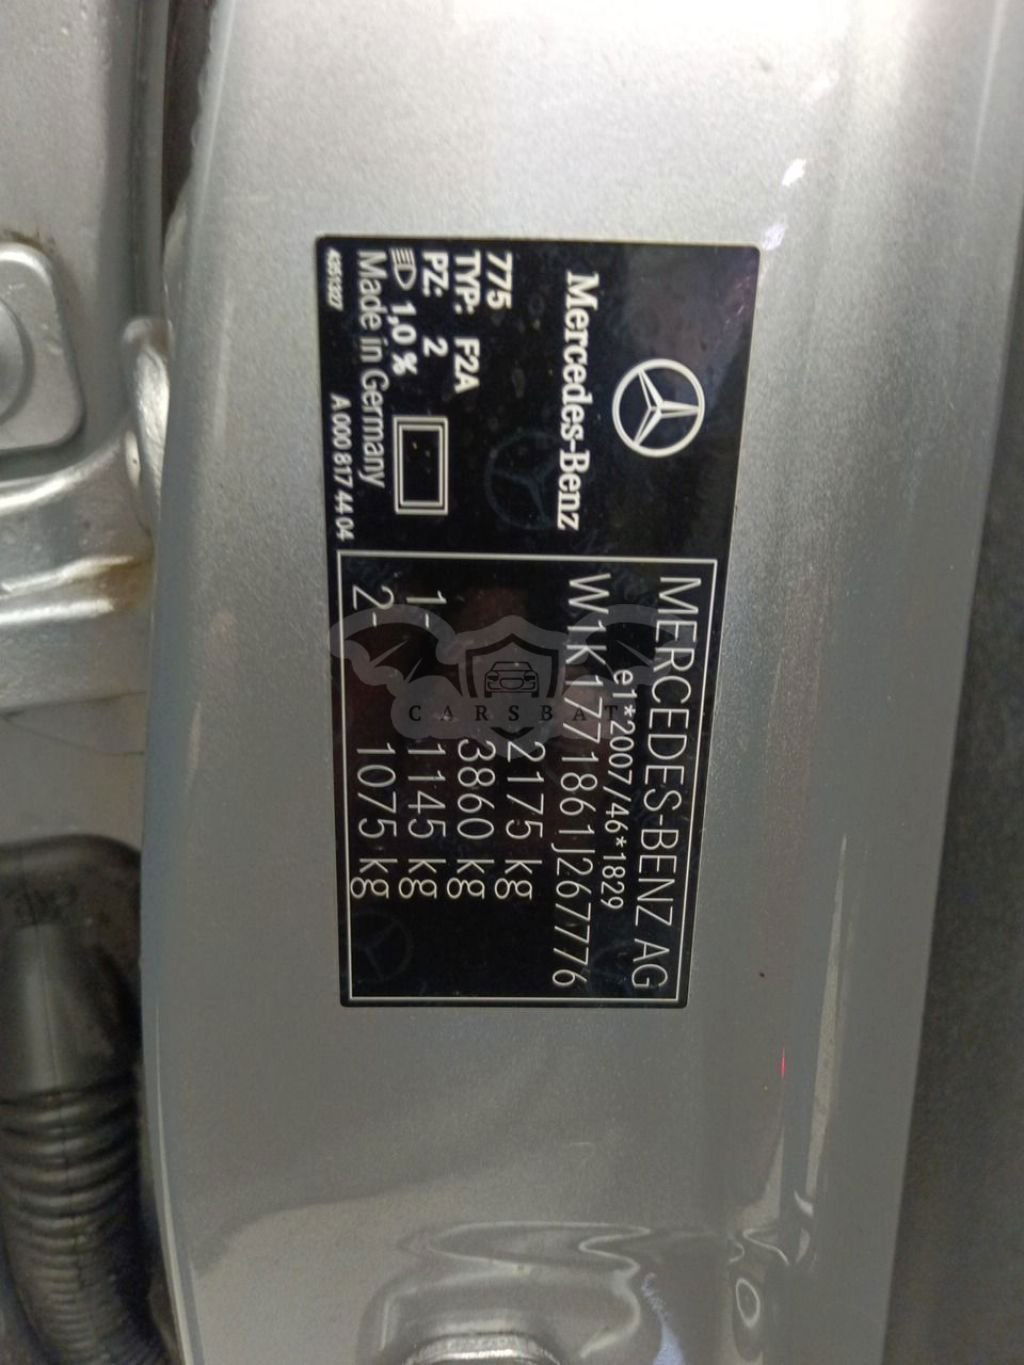 Mercedes-Benz
775
TYP: F2A
PZ: 2
1,0 %
Made in Germany
A 000 817 44 04
MERCEDES-BENZ AG
e1*2007/46*1829
W1K1771861J267776
2175 kg
3860 kg
1- 1145 kg
2- 1075 kg
CARSBAT